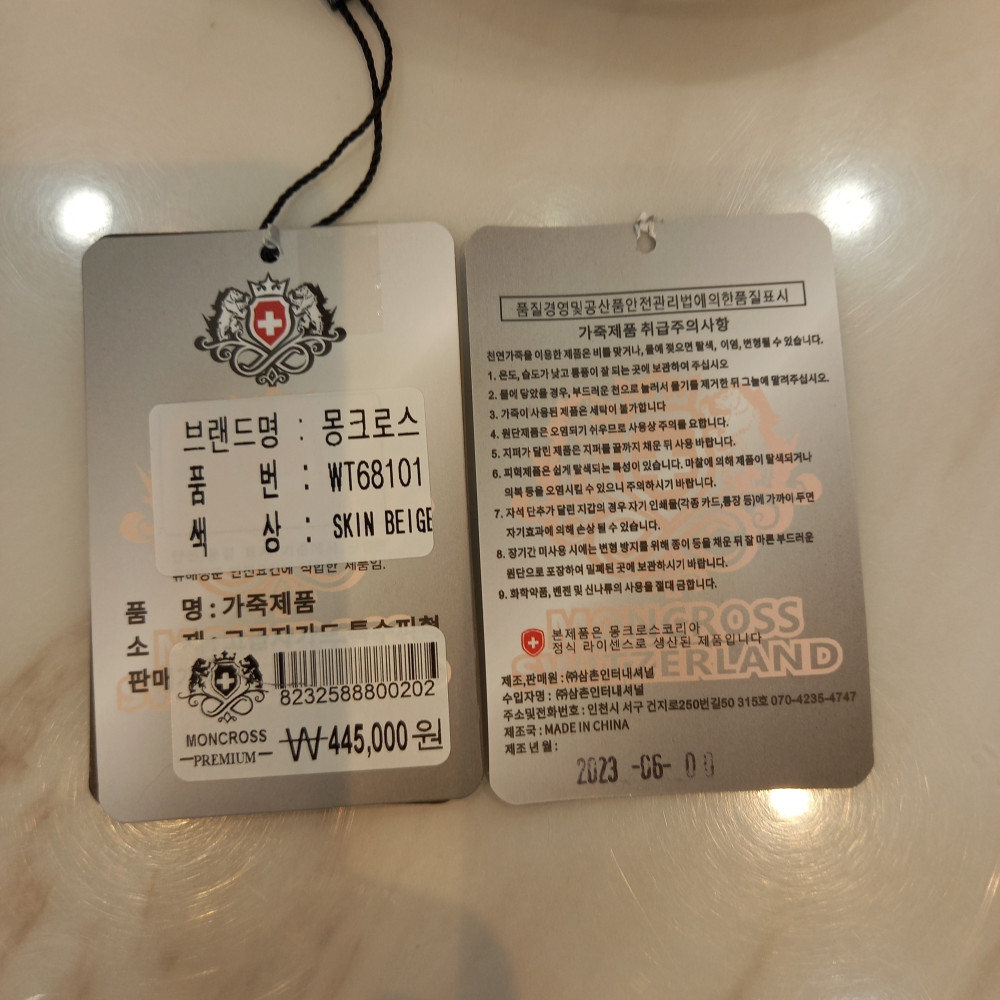 브랜드명 : 몽크로스
품 번 : WT68101
색 상 : SKIN BEIGE
품 명 : 가죽제품
소
판매
8232588800202
MONCROSS
PREMIUM
₩445,000원
품질경영및공산품안전관리법에의한품질표시
가죽제품 취급주의사항
천연가죽을 이용한 제품은 비를 맞거나, 물에 젖으면 탈색, 이염, 변형될 수 있습니다.
1. 온도, 습도가 낮고 통풍이 잘 되는 곳에 보관하여 주십시오
2. 물에 닿았을 경우, 부드러운 천으로 눌러서 물기를 제거한 뒤 그늘에 말려주십시오.
3. 가죽이 사용된 제품은 세탁이 불가합니다
4. 원단제품은 오염되기 쉬우므로 사용상 주의를 요합니다.
5. 지퍼가 달린 제품은 지퍼를 끝까지 채운 뒤 사용 바랍니다.
6. 피혁제품은 쉽게 탈색되는 특성이 있습니다. 마찰에 의해 제품이 탈색되거나
의복 등을 오염시킬 수 있으니 주의하시기 바랍니다.
7. 자석 단추가 달린 지갑의 경우 자기 인쇄물(각종 카드,통장 등)에 가까이 두면
자기효과에 의해 손상 될 수 있습니다.
8. 장기간 미사용 시에는 변형 방지를 위해 종이 등을 채운 뒤 잘 마른 부드러운
원단으로 포장하여 밀폐된 곳에 보관하시기 바랍니다.
9. 화학약품, 벤젠 및 신나류의 사용을 절대 금합니다.
MONCROSS
SWITZERLAND
본제품은 몽크로스코리아
정식 라이센스로 생산된 제품입니다
제조,판매원 : ㈜삼촌인터내셔널
수입자명 : ㈜삼촌인터내셔널
주소및전화번호 : 인천시 서구 건지로250번길50 315호 070-4235-4747
제조국 : MADE IN CHINA
제조년월 :
2023 -06-